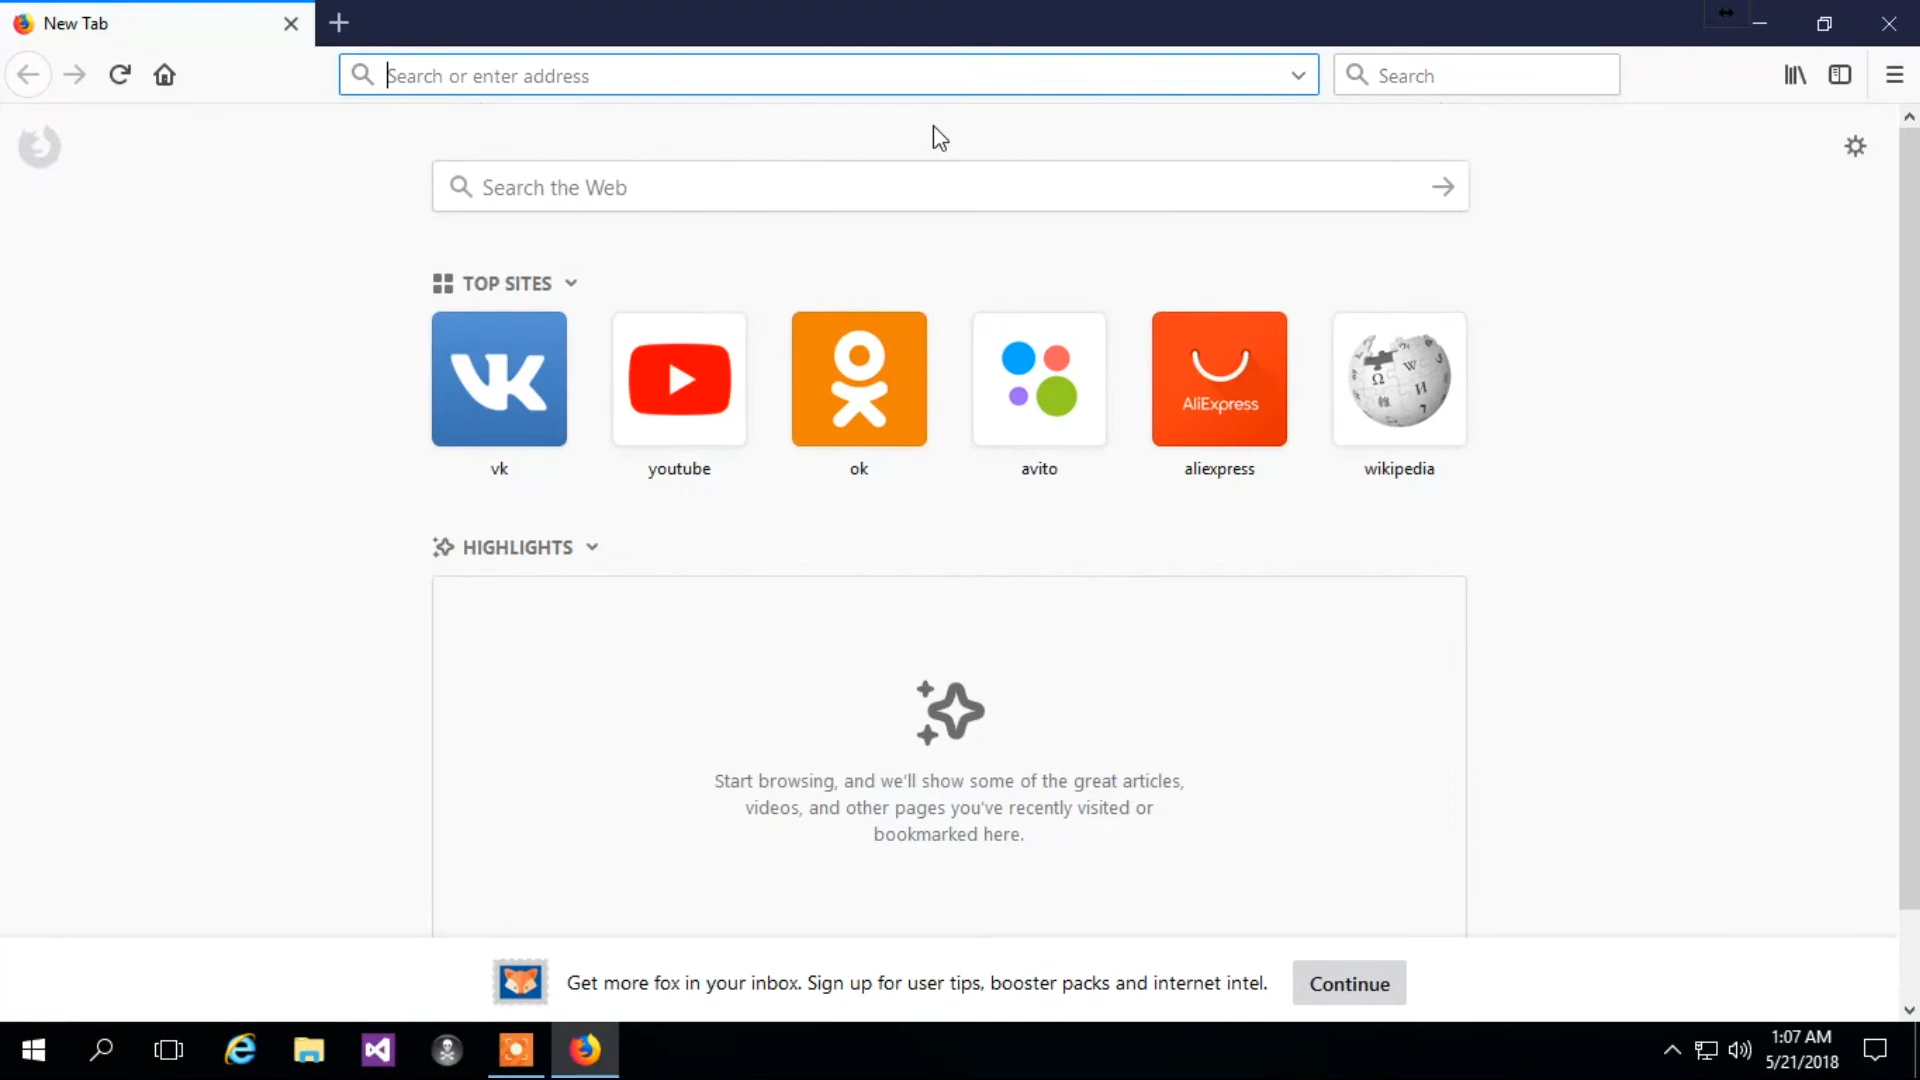 New Tab
Search or enter address
Search
Search the Web
TOP SITES
AliExpress
vk
youtube
ok
avito
aliexpress
wikipedia
HIGHLIGHTS
Start browsing, and we'll show some of the great articles,
videos, and other pages you've recently visited or
bookmarked here.
Get more fox in your inbox. Sign up for user tips, booster packs and internet intel.
Continue
1:07 AM
5/21/2018